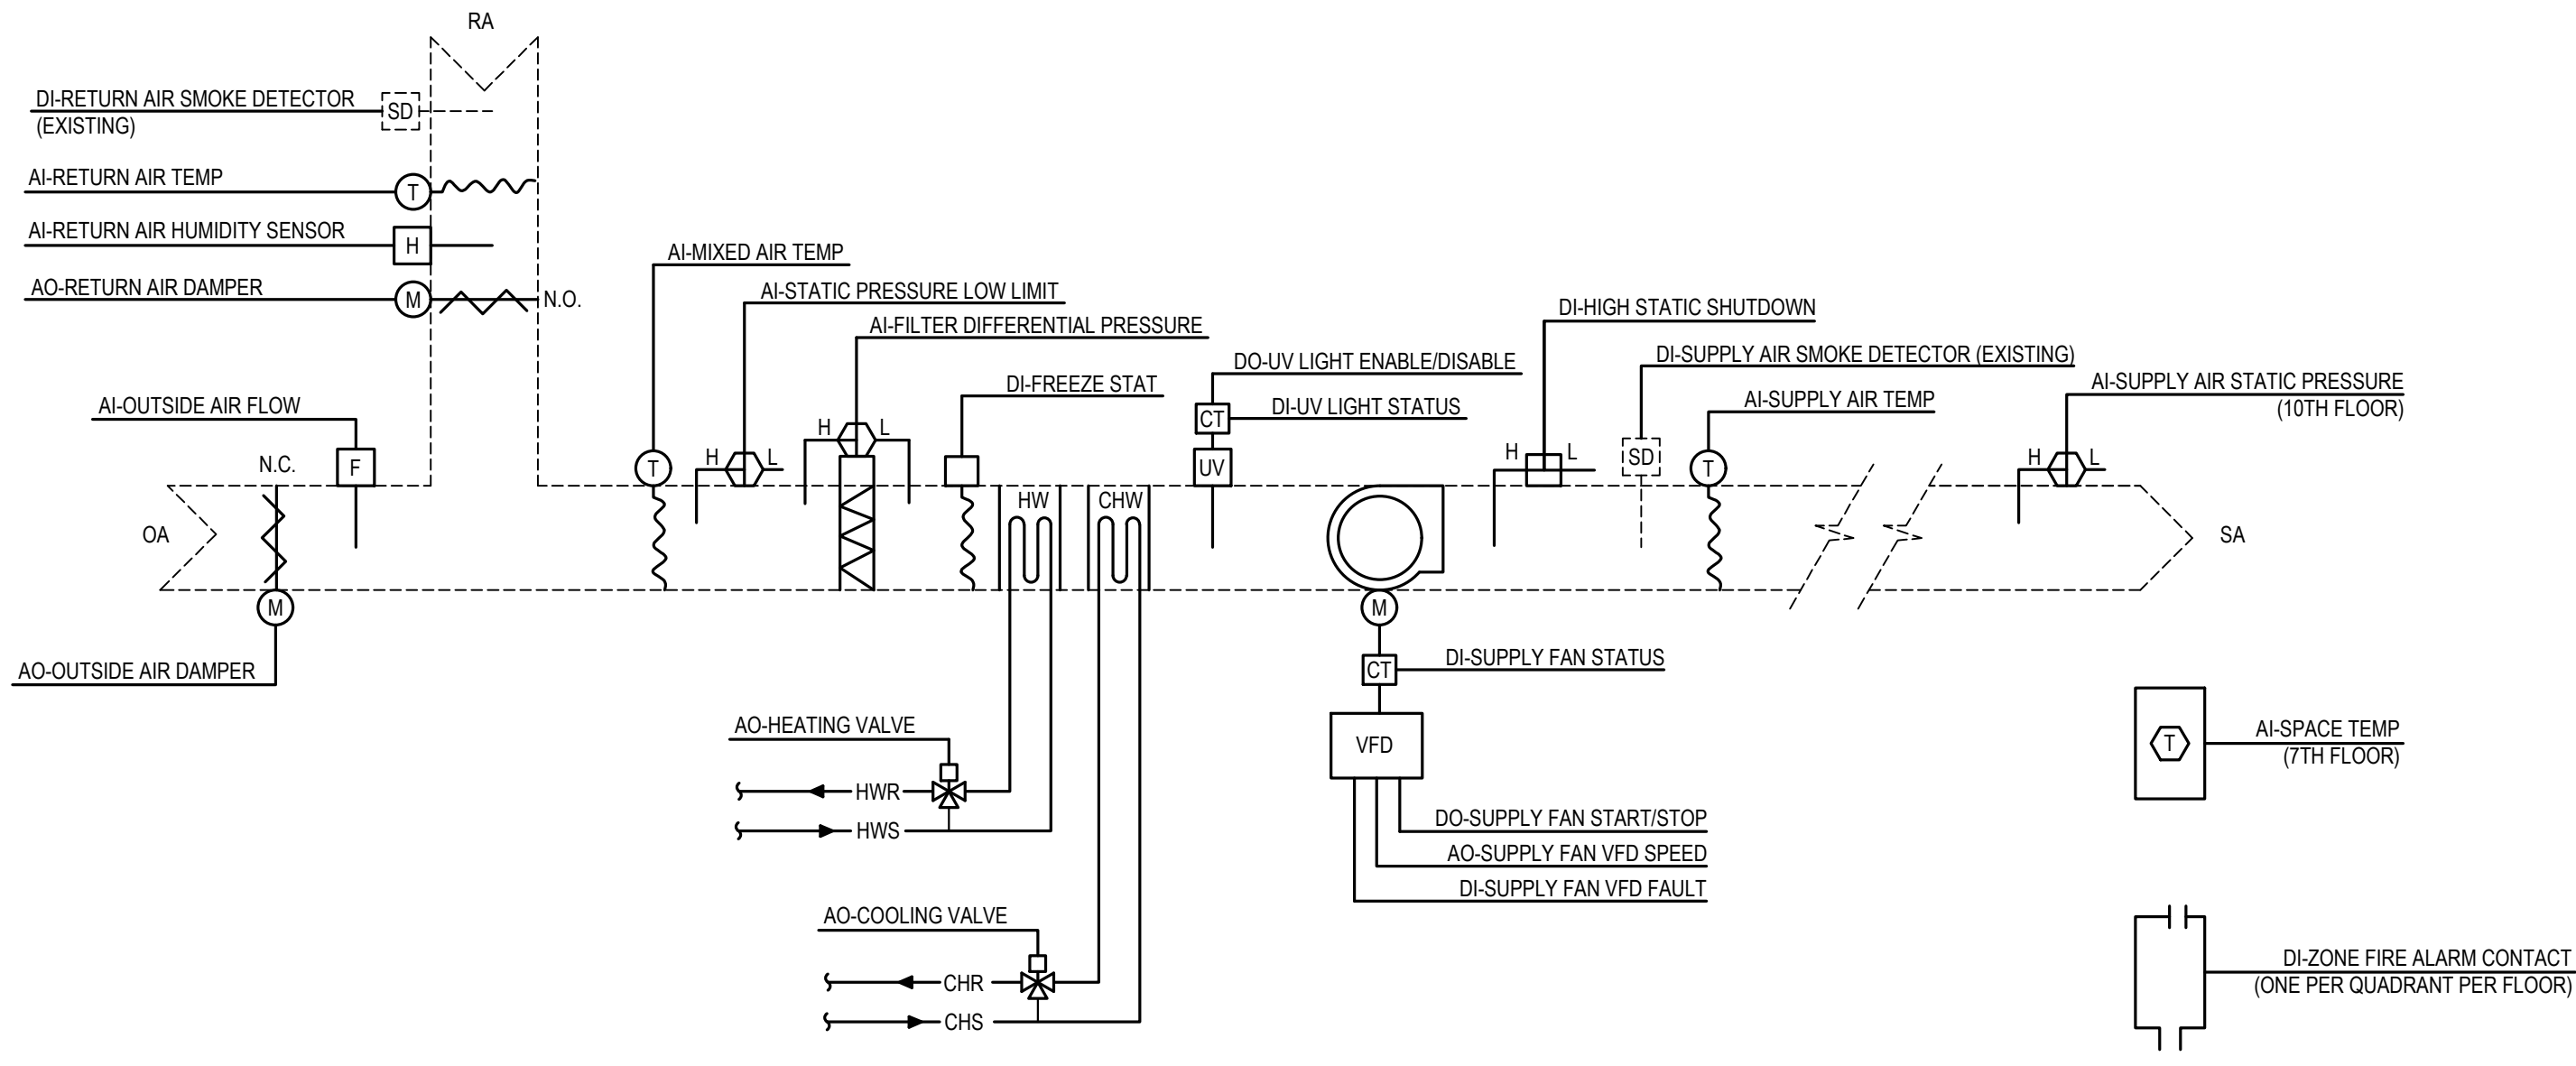 RA
DI-RETURN AIR SMOKE DETECTOR
(EXISTING)
SD
AI-RETURN AIR TEMP
T
AI-RETURN AIR HUMIDITY SENSOR
H
AO-RETURN AIR DAMPER
M
N.O.
AI-MIXED AIR TEMP
AI-STATIC PRESSURE LOW LIMIT
AI-FILTER DIFFERENTIAL PRESSURE
DI-FREEZE STAT
DO-UV LIGHT ENABLE/DISABLE
CT
DI-UV LIGHT STATUS
DI-HIGH STATIC SHUTDOWN
DI-SUPPLY AIR SMOKE DETECTOR (EXISTING)
AI-SUPPLY AIR TEMP
AI-SUPPLY AIR STATIC PRESSURE
(10TH FLOOR)
AI-OUTSIDE AIR FLOW
N.C.
F
T
H
L
H
L
UV
H
L
SD
T
H
L
HW
CHW
OA
SA
M
M
AO-OUTSIDE AIR DAMPER
CT
DI-SUPPLY FAN STATUS
VFD
AO-HEATING VALVE
HWR
HWS
DO-SUPPLY FAN START/STOP
AO-SUPPLY FAN VFD SPEED
DI-SUPPLY FAN VFD FAULT
AO-COOLING VALVE
CHR
CHS
T
AI-SPACE TEMP
(7TH FLOOR)
DI-ZONE FIRE ALARM CONTACT
(ONE PER QUADRANT PER FLOOR)